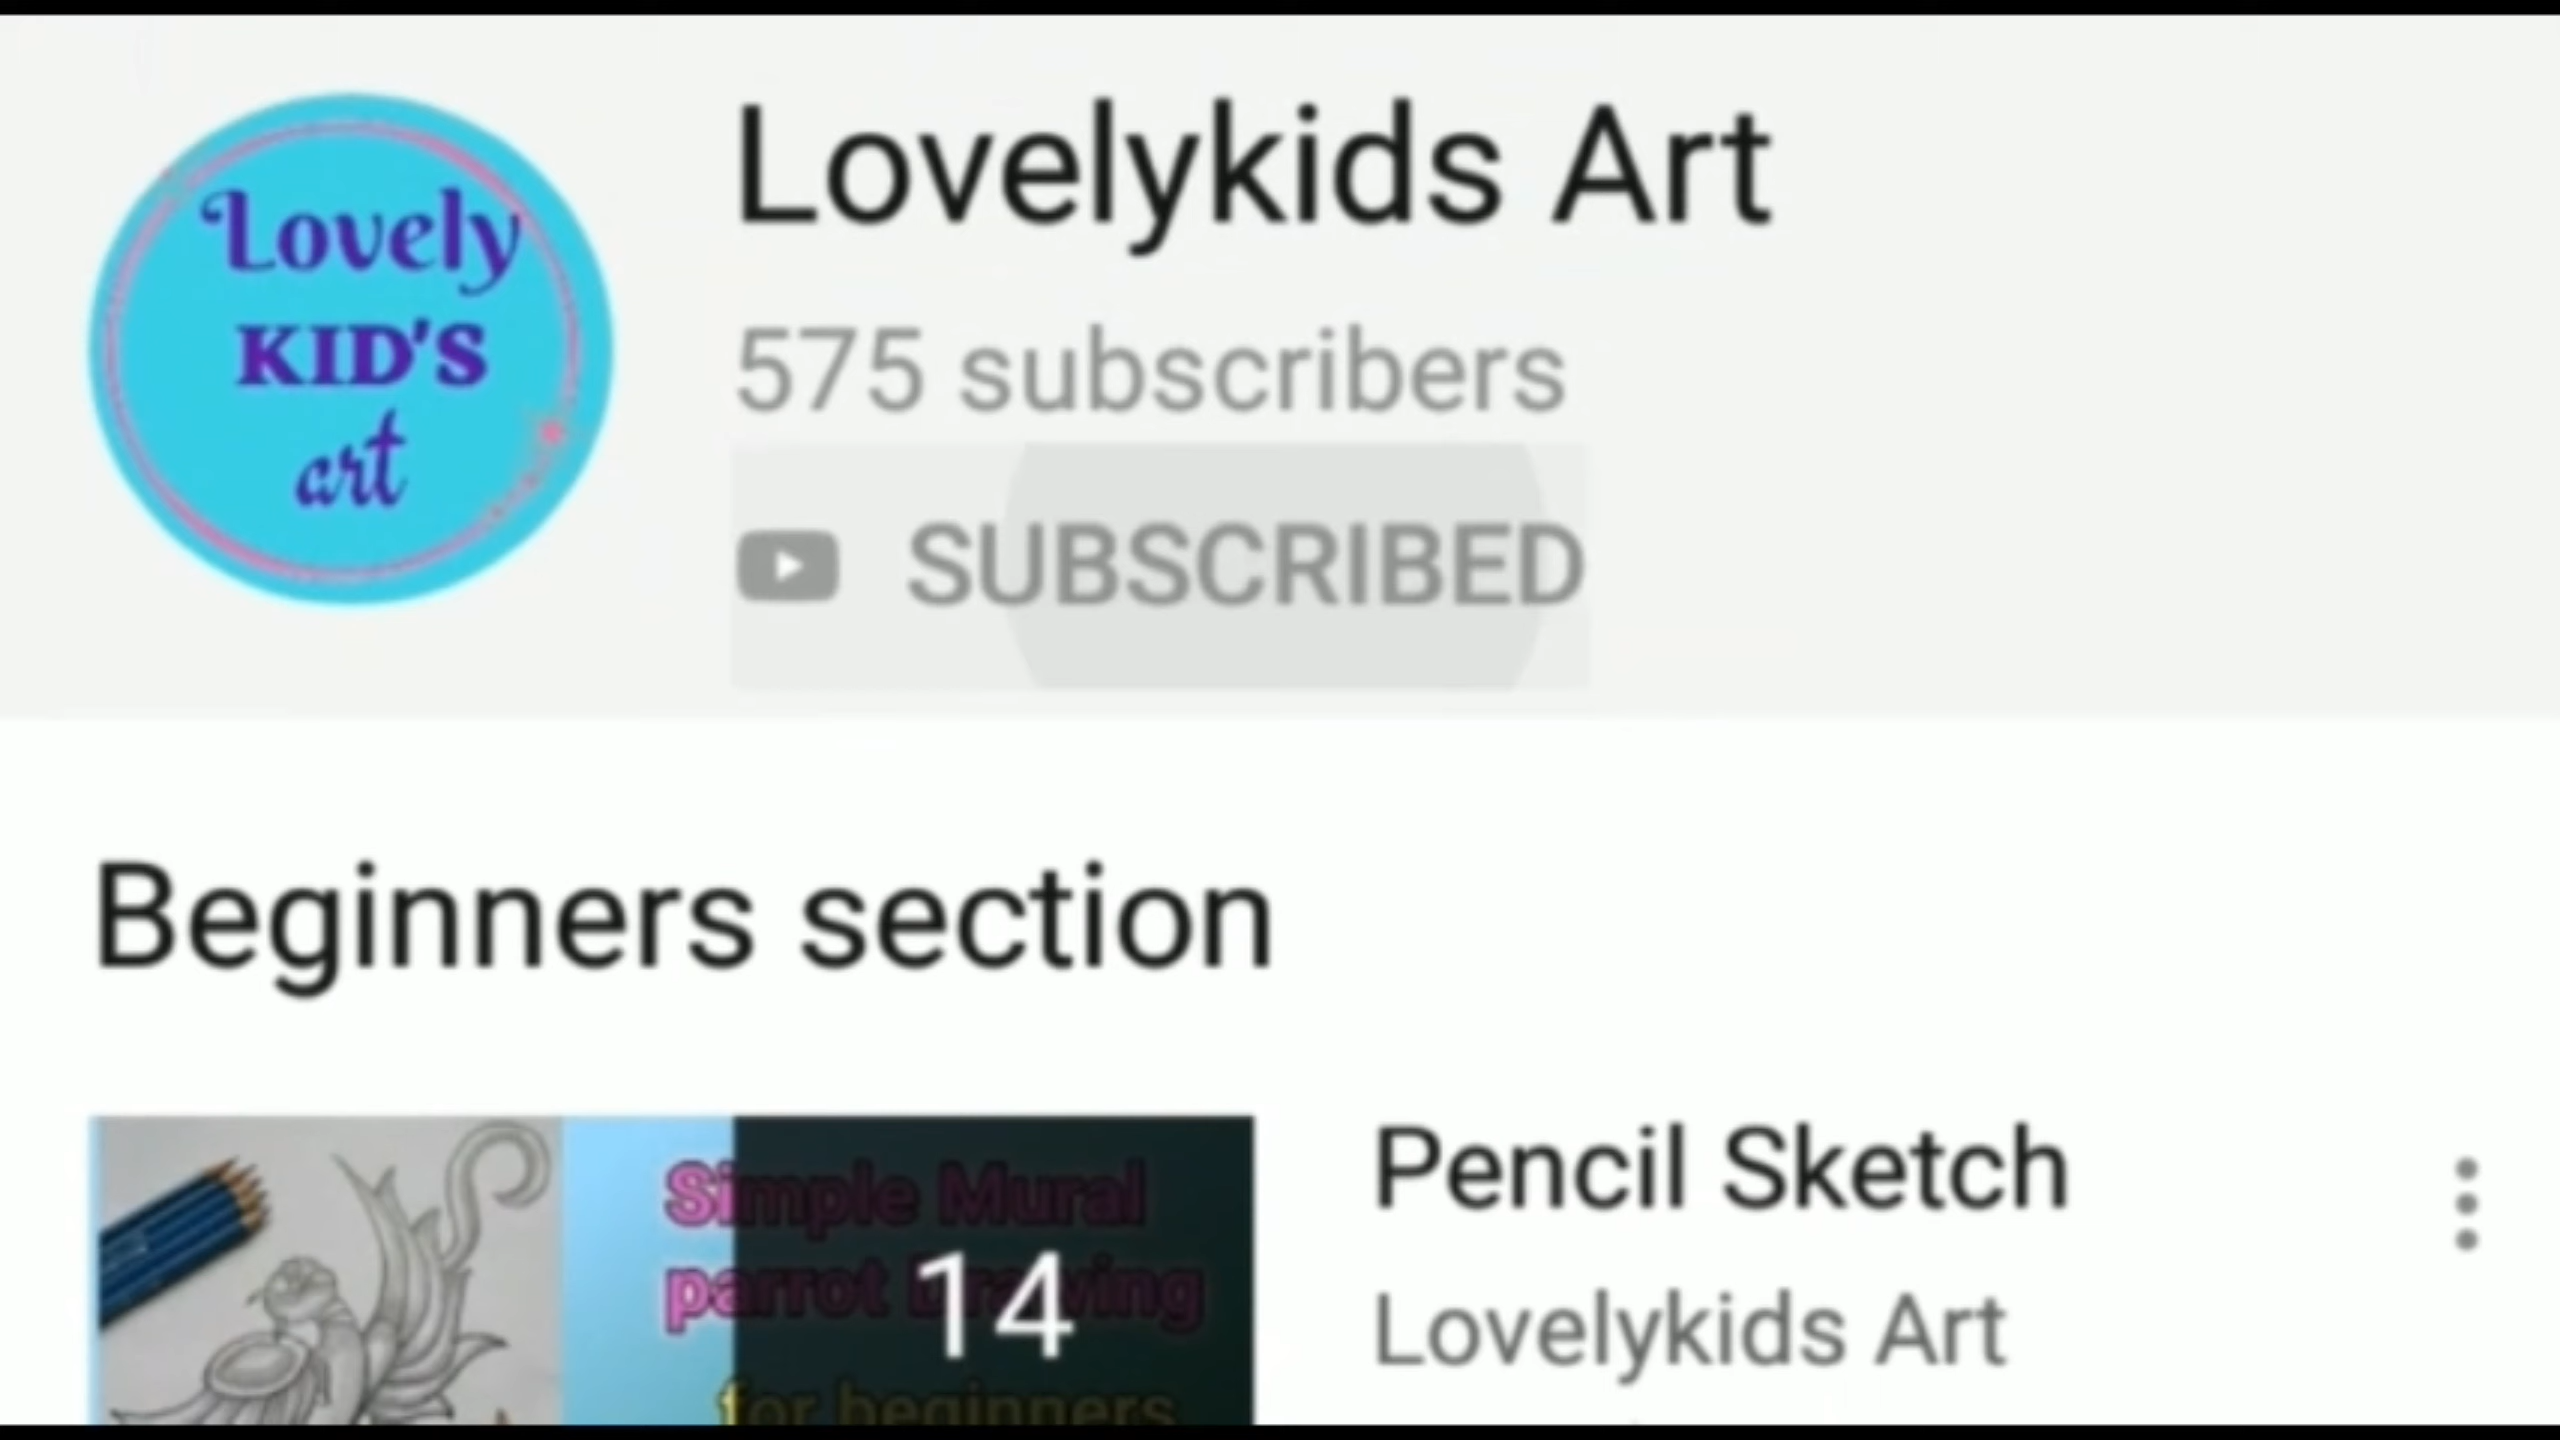 Lovely
KID'S
art
Lovelykids Art
575 subscribers
SUBSCRIBED
Beginners section
Simple Mural
parrot Drawing
for beginners
14
Pencil Sketch
Lovelykids Art